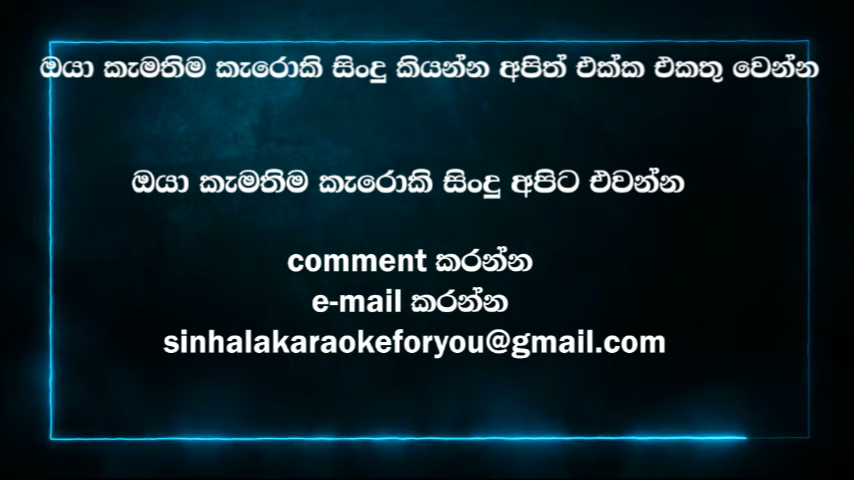 ඔයා කැමතිම කැරොකි සිංදු කියන්න අපිත් එක්ක එකතු වෙන්න
ඔයා කැමතිම කැරොකි සිංදු අපිට එවන්න
comment කරන්න
e-mail කරන්න
sinhalakaraokeforyou@gmail.com